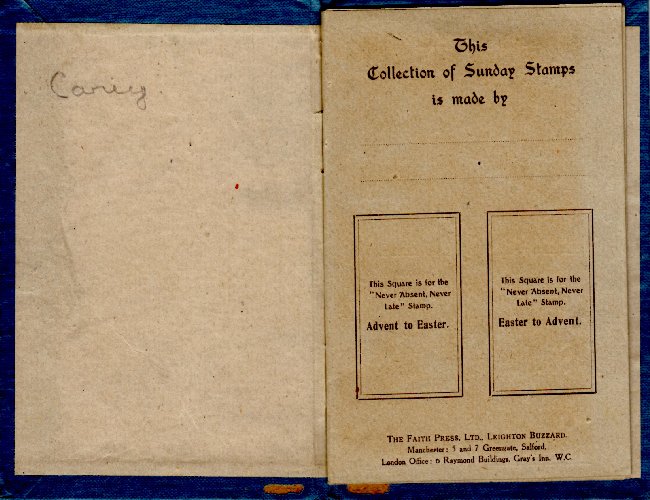 Carey
This
Collection of Sunday Stamps
is made by
This Square is for the
"Never Absent, Never
Late" Stamp.
Advent to Easter.
This Square is for the
"Never Absent, Never
Late" Stamp.
Easter to Advent.
THE FAITH PRESS, LTD., LEIGHTON BUZZARD.
Manchester: 5 and 7 Greengate, Salford.
London Office: 6 Raymond Buildings, Gray's Inn, W.C.